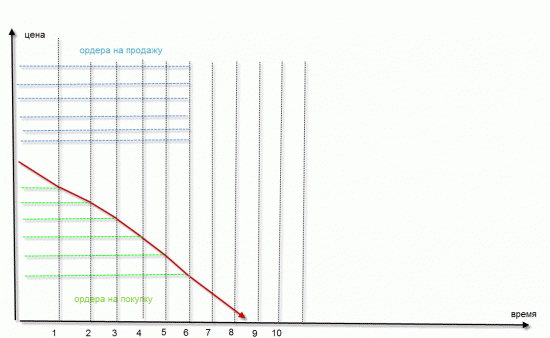 цена
ордера на продажу
ордера на покупку
время
1 2 3 4 5 6 7 8 9 10